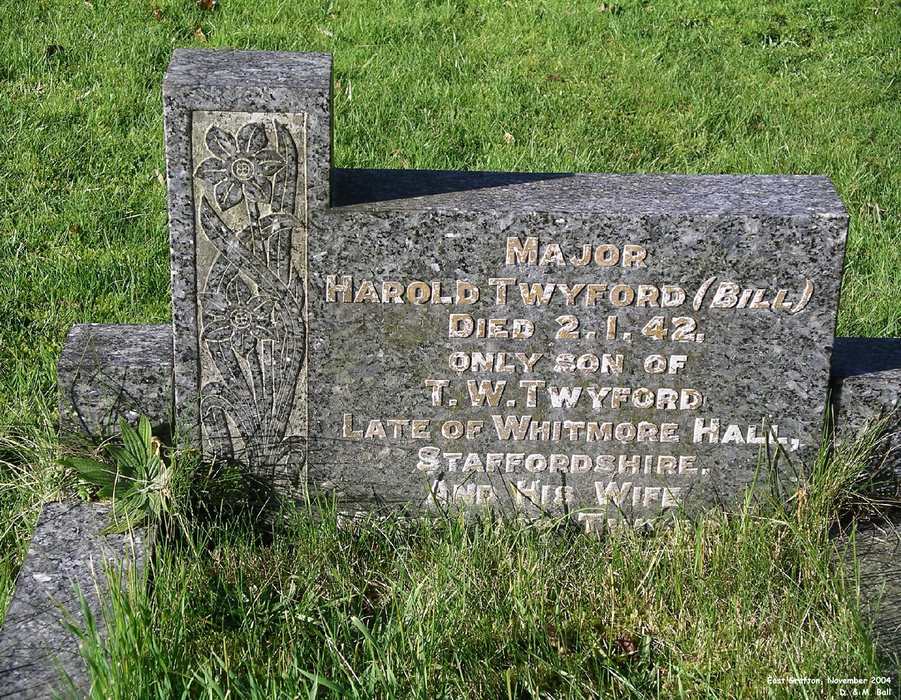 MAJOR
HAROLD TWYFORD (BILL)
DIED 2.1.42.
ONLY SON OF
T.W. TWYFORD
LATE OF WHITMORE HALL,
STAFFORDSHIRE.
AND HIS WIFE
East Grafton, November 2004
D. & M. Ball